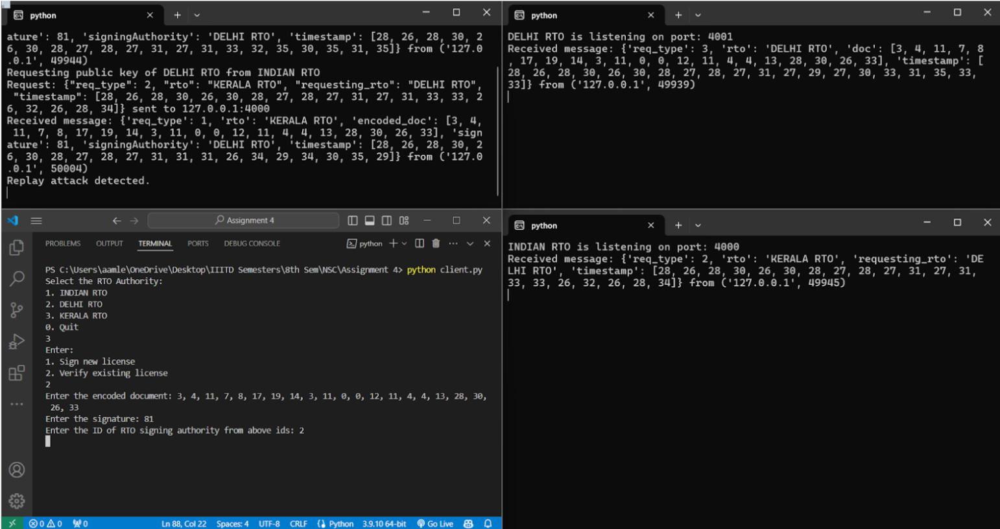 python
ature': 81, 'signingAuthority': 'DELHI RTO', 'timestamp': [28, 26, 28, 30, 2
6, 30, 28, 27, 28, 27, 31, 27, 31, 33, 32, 35, 30, 35, 31, 35]} from ('127.0
.0.1', 49944)
Requesting public key of DELHI RTO from INDIAN RTO
Request: {"req_type": 2, "rto": "KERALA RTO", "requesting_rto": "DELHI RTO",
"timestamp": [28, 26, 28, 30, 26, 30, 28, 27, 28, 27, 31, 27, 31, 33, 33, 2
6, 32, 26, 28, 34]} sent to 127.0.0.1:4000
Received message: {'req_type': 1, 'rto': 'KERALA RTO', 'encoded_doc': [3, 4,
11, 7, 8, 17, 19, 14, 3, 11, 0, 0, 12, 11, 4, 4, 13, 28, 30, 26, 33], 'sign
ature': 81, 'signingAuthority': 'DELHI RTO', 'timestamp': [28, 26, 28, 30, 2
6, 30, 28, 27, 28, 27, 31, 31, 31, 26, 34, 29, 34, 30, 35, 29]} from ('127.0
.0.1', 50004)
Replay attack detected.
python
DELHI RTO is listening on port: 4001
Received message: {'req_type': 3, 'rto': 'DELHI RTO', 'doc': [3, 4, 11, 7, 8
, 17, 19, 14, 3, 11, 0, 0, 12, 11, 4, 4, 13, 28, 30, 26, 33], 'timestamp': [
28, 26, 28, 30, 26, 30, 28, 27, 28, 27, 31, 27, 29, 27, 30, 33, 31, 35, 33,
33]} from ('127.0.0.1', 49939)
Assignment 4
PROBLEMS OUTPUT TERMINAL PORTS DEBUG CONSOLE python
PS C:\Users\aamle\OneDrive\Desktop\IIITD Semesters\8th Sem\NSC\Assignment 4> python client.py
Select the RTO Authority:
1. INDIAN RTO
2. DELHI RTO
3. KERALA RTO
0. Quit
3
Enter:
1. Sign new license
2. Verify existing license
2
Enter the encoded document: 3, 4, 11, 7, 8, 17, 19, 14, 3, 11, 0, 0, 12, 11, 4, 4, 13, 28, 30,
26, 33
Enter the signature: 81
Enter the ID of RTO signing authority from above ids: 2
0 0 0 Ln 88, Col 22 Spaces: 4 UTF-8 CRLF Python 3.9.10 64-bit Go Live
python
INDIAN RTO is listening on port: 4000
Received message: {'req_type': 2, 'rto': 'KERALA RTO', 'requesting_rto': 'DE
LHI RTO', 'timestamp': [28, 26, 28, 30, 26, 30, 28, 27, 28, 27, 31, 27, 31,
33, 33, 26, 32, 26, 28, 34]} from ('127.0.0.1', 49945)